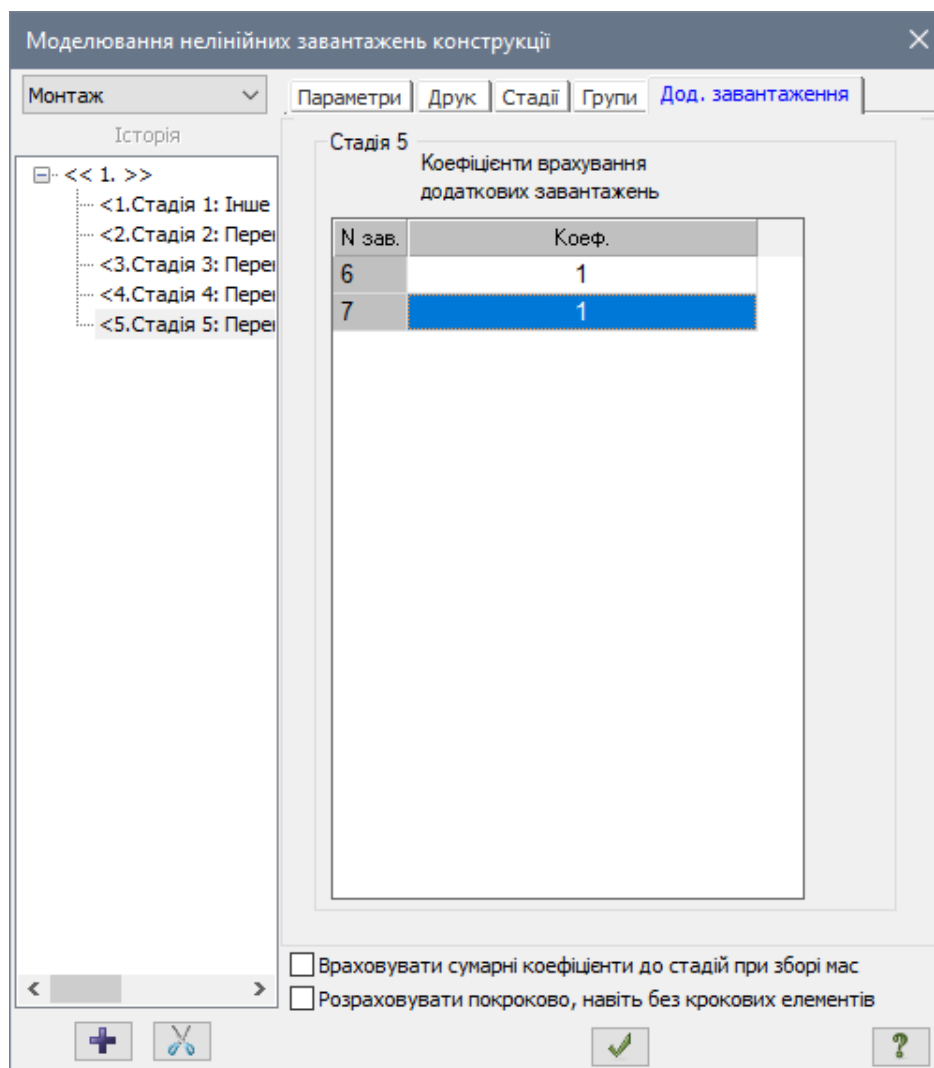 Моделювання нелінійних завантажень конструкції
Монтаж
Параметри Друк Стадії Групи Дод. завантаження
Історія
<< 1. >>
<1.Стадія 1: Інше
<2.Стадія 2: Пере
<3.Стадія 3: Пере
<4.Стадія 4: Пере
<5.Стадія 5: Пере
Стадія 5
Коефіцієнти врахування
додаткових завантажень
N зав. Коеф.
6 1
7 1
Враховувати сумарні коефіцієнти до стадій при зборі мас
Розраховувати покроково, навіть без крокових елементів